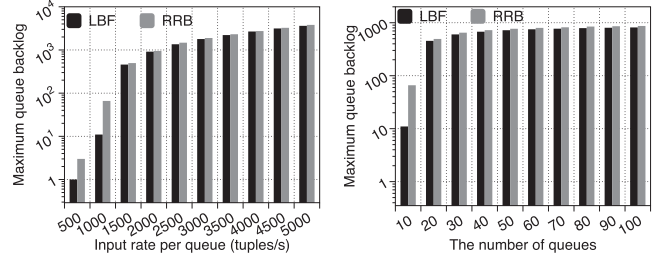 LBF RRB
Maximum queue backlog
10^4
10^3
10^2
10^1
1
500 1000 1500 2000 2500 3000 3500 4000 4500 5000
Input rate per queue (tuples/s)
LBF RRB
Maximum queue backlog
1000
100
10
1
10 20 30 40 50 60 70 80 90 100
The number of queues